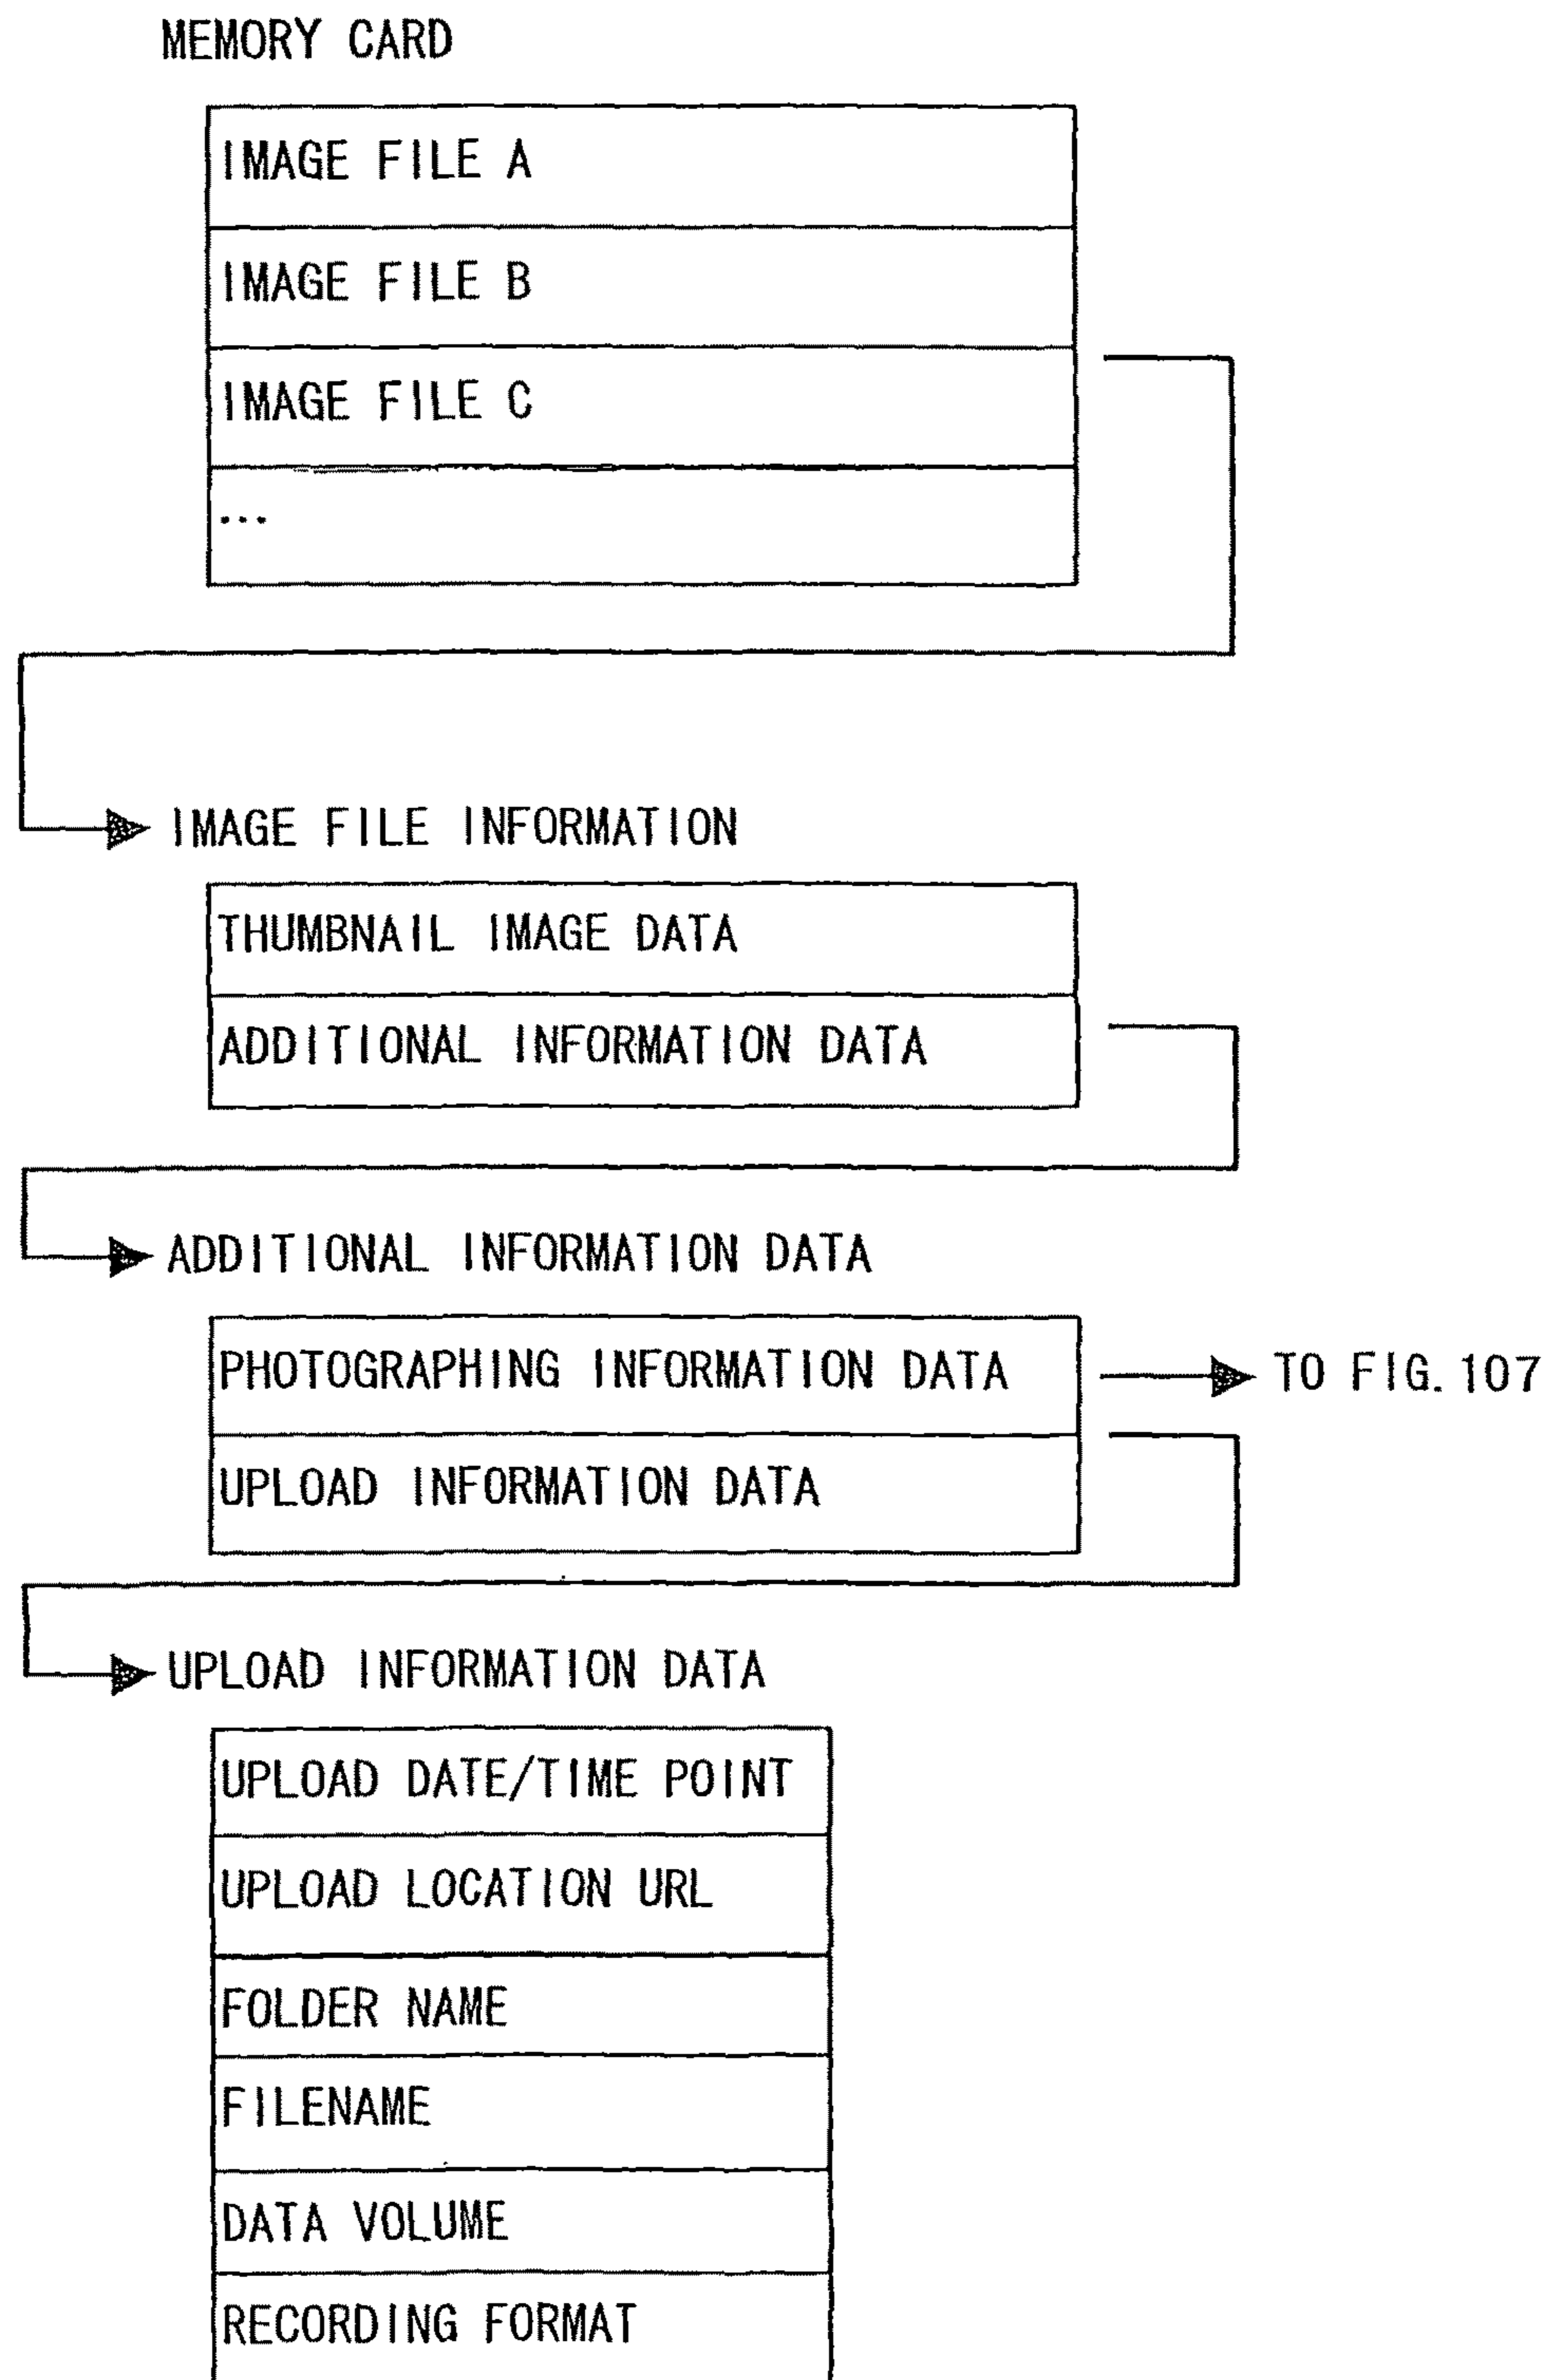 MEMORY CARD
IMAGE FILE A
IMAGE FILE B
IMAGE FILE C
...
IMAGE FILE INFORMATION
THUMBNAIL IMAGE DATA
ADDITIONAL INFORMATION DATA
ADDITIONAL INFORMATION DATA
PHOTOGRAPHING INFORMATION DATA
TO FIG. 107
UPLOAD INFORMATION DATA
UPLOAD INFORMATION DATA
UPLOAD DATE/TIME POINT
UPLOAD LOCATION URL
FOLDER NAME
FILENAME
DATA VOLUME
RECORDING FORMAT